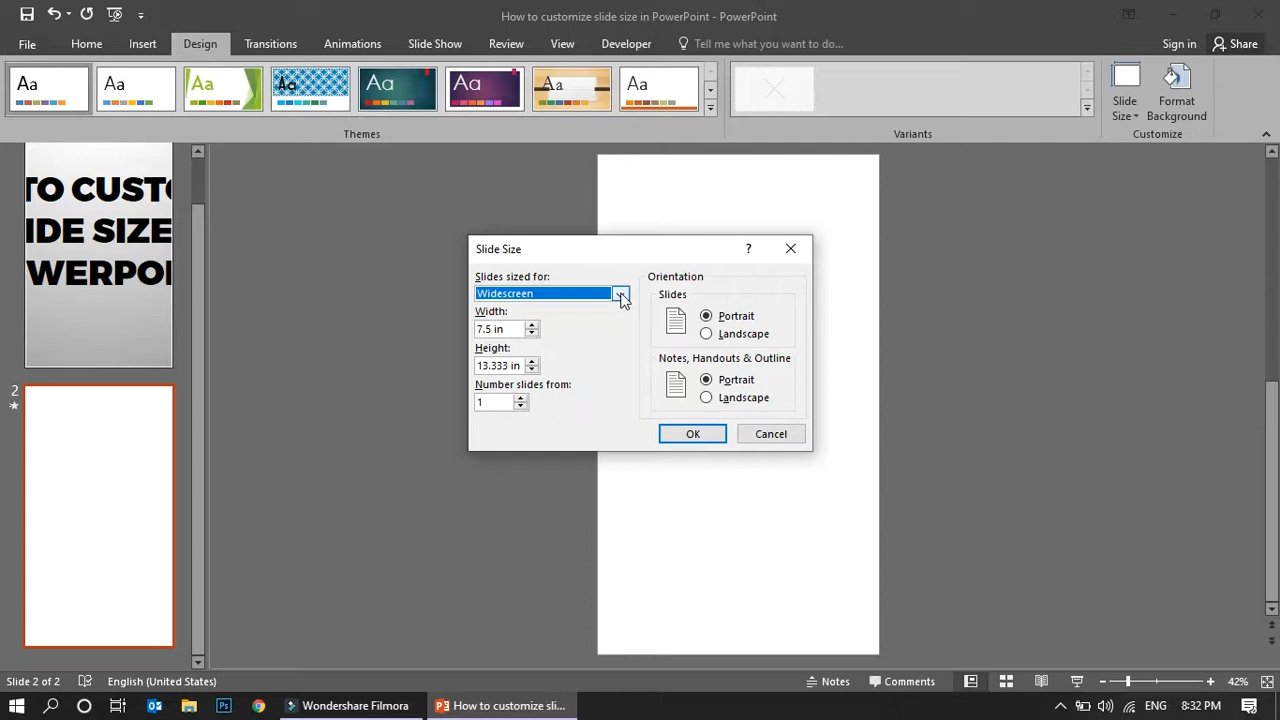 How to customize slide size in PowerPoint - PowerPoint
File Home Insert Design Transitions Animations Slide Show Review View Developer Tell me what you want to do... Sign in Share
Aa Aa Aa Aa Aa Aa Aa Aa
Slide Size
Format Background
Themes Variants Customize
TO CUSTO
IDE SIZE
WERPOI
2
Slide Size
Slides sized for:
Widescreen
Width:
7.5 in
Height:
13.333 in
Number slides from:
1
Orientation
Slides
Portrait
Landscape
Notes, Handouts & Outline
Portrait
Landscape
OK Cancel
Slide 2 of 2 English (United States) Notes Comments 42%
Wondershare Filmora How to customize sli... ENG 8:32 PM